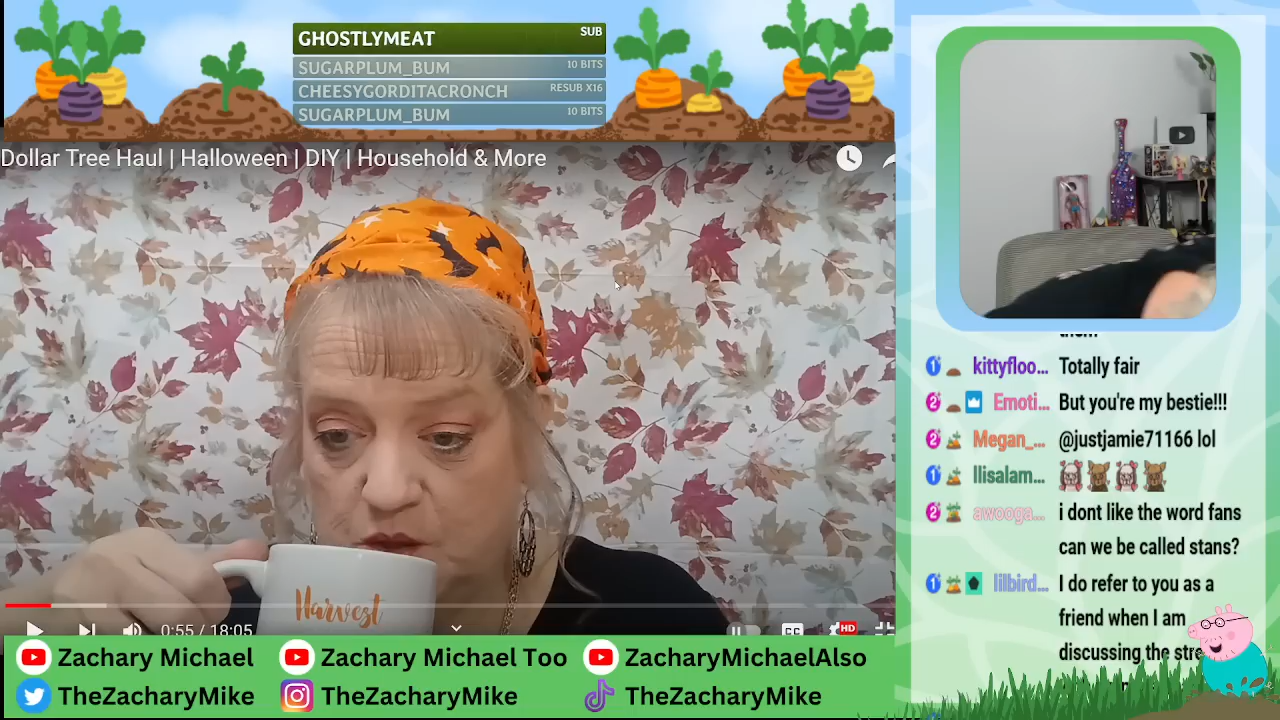 GHOSTLYMEAT SUB
SUGARPLUM_BUM 10 BITS
CHEESYGORDITACRONCH RESUB X16
SUGARPLUM_BUM 10 BITS
Dollar Tree Haul | Halloween | DIY | Household & More
Harvest
0:55 / 18:05
CC
HD
kittyfloo... Totally fair
Emoti... But you're my bestie!!!
Megan_... @justjamie71166 lol
llisalam...
awooga... i dont like the word fans
can we be called stans?
lilbird... I do refer to you as a
friend when I am
discussing the stre
Zachary Michael
Zachary Michael Too
ZacharyMichaelAlso
TheZacharyMike
TheZacharyMike
TheZacharyMike